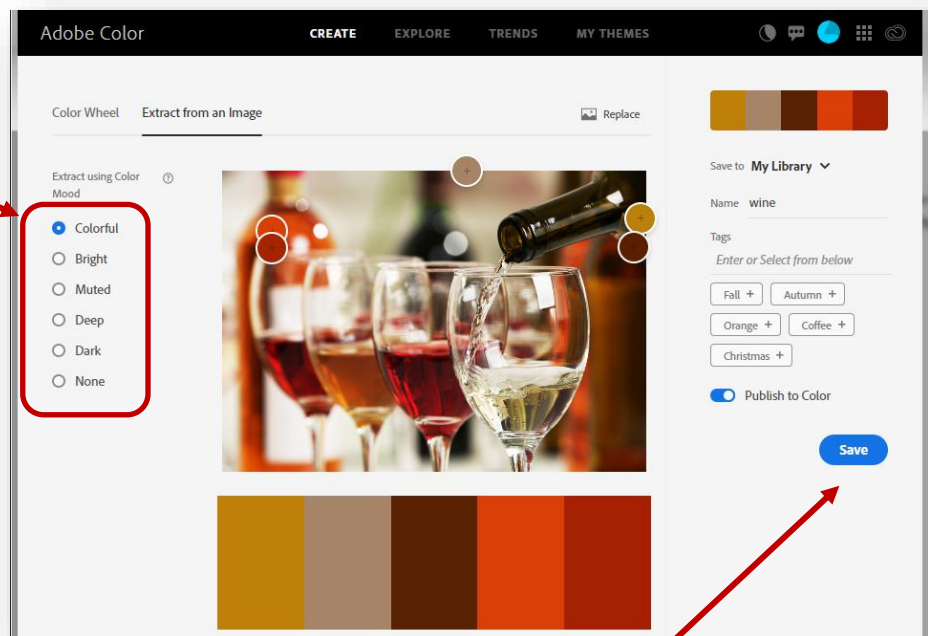 Adobe Color
CREATE EXPLORE TRENDS MY THEMES
Color Wheel Extract from an Image Replace
Extract using Color
Mood
Colorful
Bright
Muted
Deep
Dark
None
Save to My Library
Name wine
Tags
Enter or Select from below
Fall + Autumn +
Orange + Coffee +
Christmas +
Publish to Color
Save